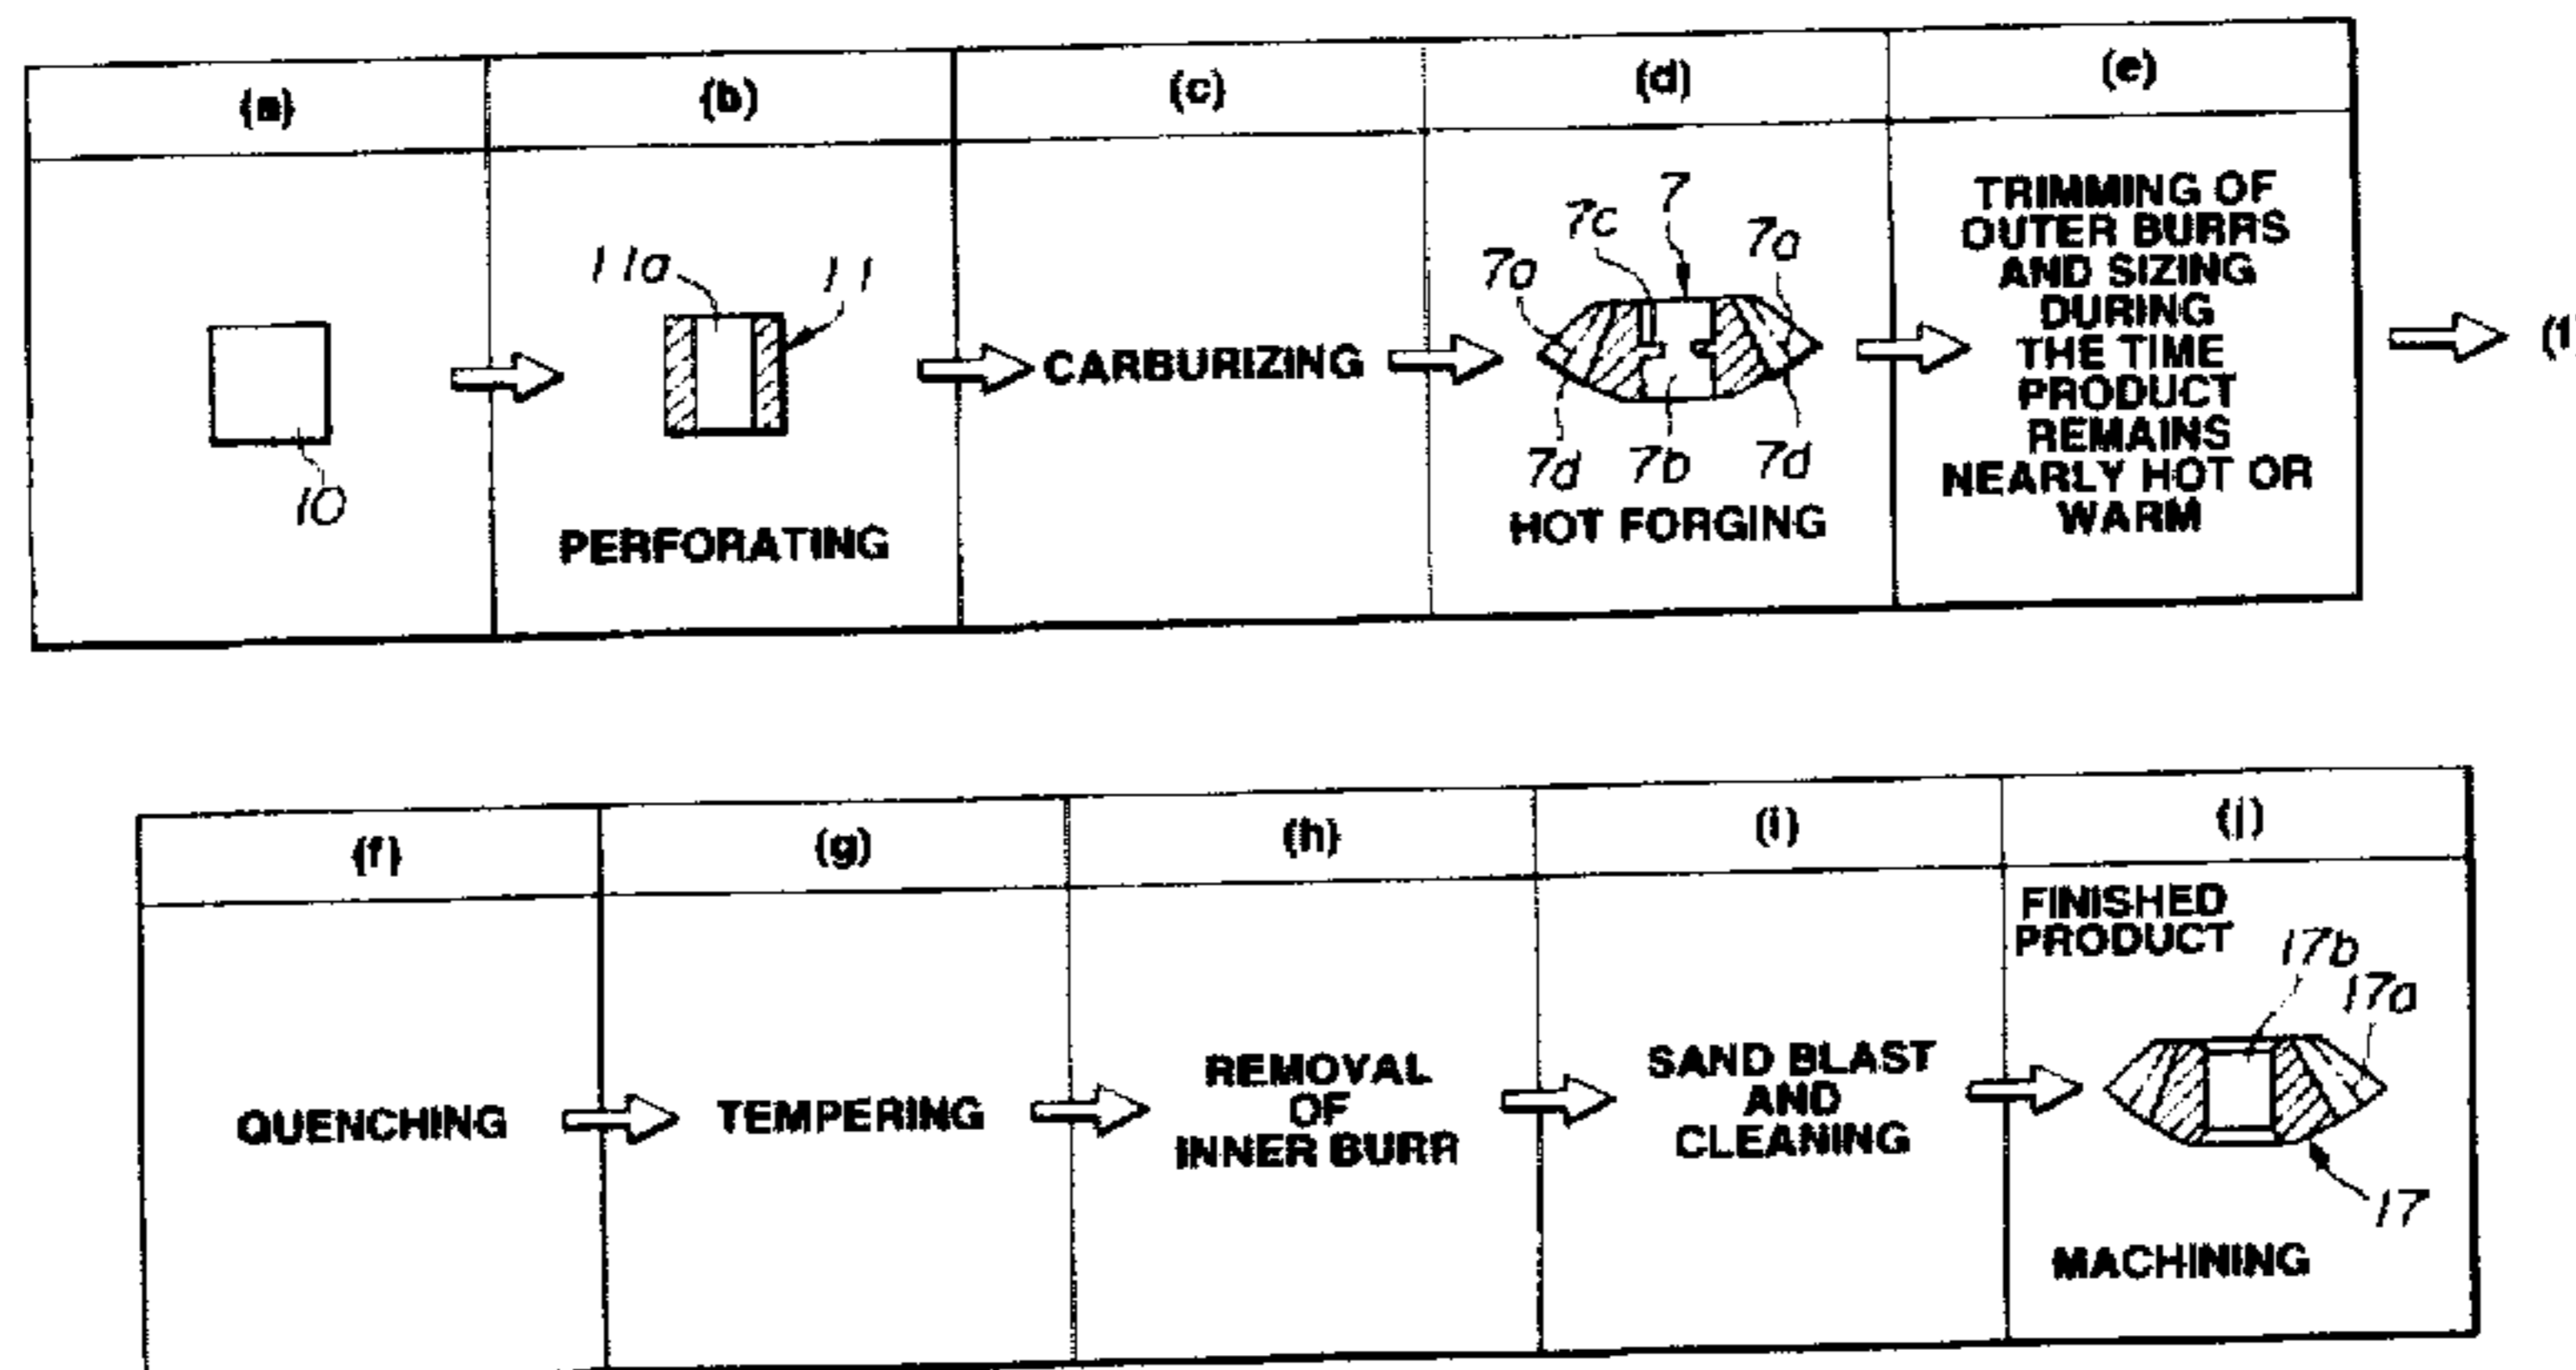 (a) (b) (c) (d) (e)
10
11a 11
PERFORATING
CARBURIZING
7a 7c 7 7a
7d 7b 7d
HOT FORGING
TRIMMING OF
OUTER BURRS
AND SIZING
DURING
THE TIME
PRODUCT
REMAINS
NEARLY HOT OR
WARM
(f) (g) (h) (i) (j)
QUENCHING
TEMPERING
REMOVAL
OF
INNER BURR
SAND BLAST
AND
CLEANING
FINISHED
PRODUCT
17b
17a
17
MACHINING